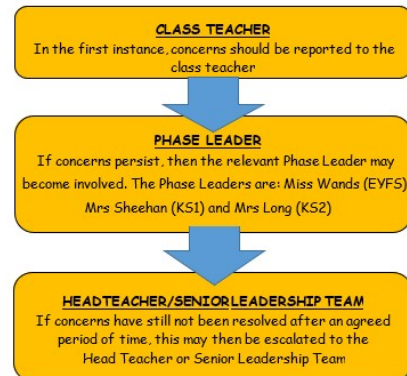 CLASS TEACHER
In the first instance, concerns should be reported to the
class teacher
PHASE LEADER
If concerns persist, then the relevant Phase Leader may
become involved. The Phase Leaders are: Miss Wands (EYFS)
Mrs Sheehan (KS1) and Mrs Long (KS2)
HEADTEACHER/SENIOR LEADERSHIP TEAM
If concerns have still not been resolved after an agreed
period of time, this may then be escalated to the
Head Teacher or Senior Leadership Team